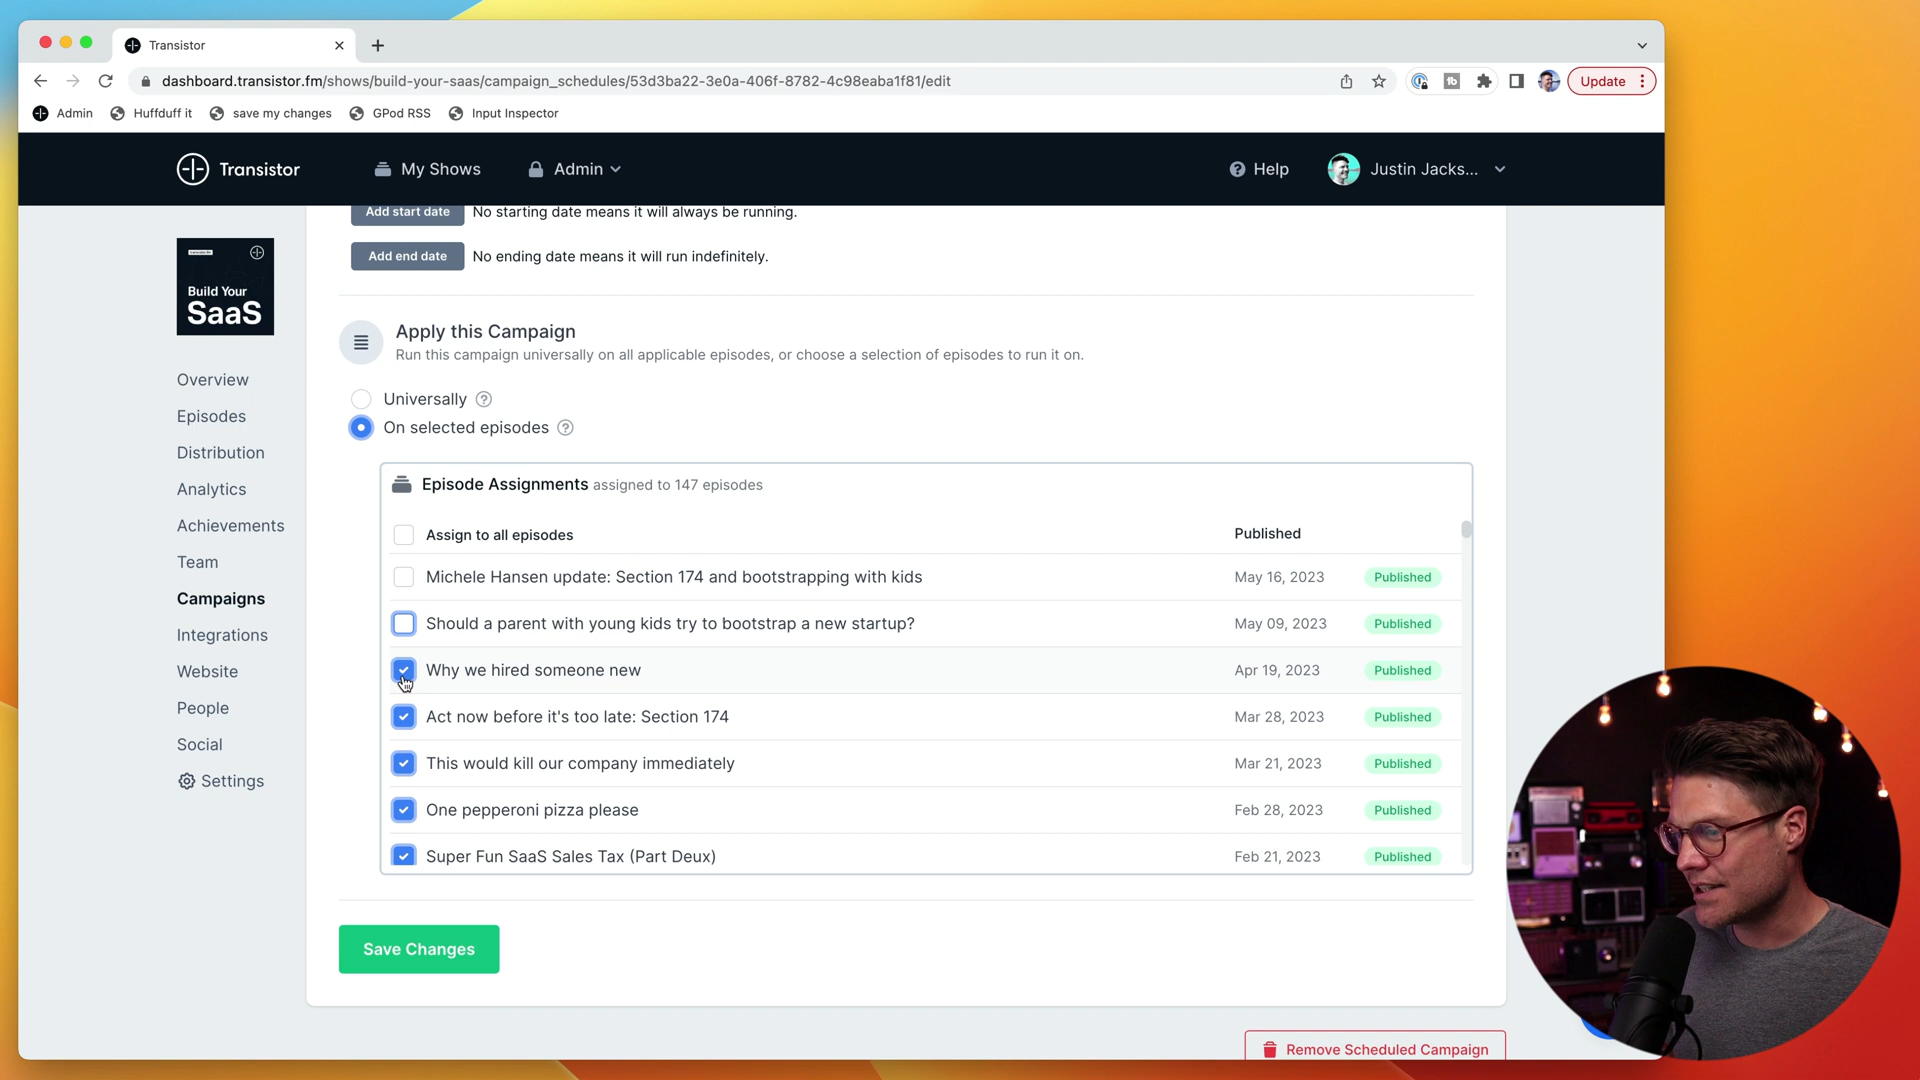 Transistor
dashboard.transistor.fm/shows/build-your-saas/campaign_schedules/53d3ba22-3e0a-406f-8782-4c98eaba1f81/edit
tb
Update
Admin
Huffduff it
save my changes
GPod RSS
Input Inspector
Transistor
My Shows
Admin
Help
Justin Jacks...
Build Your
SaaS
Overview
Episodes
Distribution
Analytics
Achievements
Team
Campaigns
Integrations
Website
People
Social
Settings
Add start date No starting date means it will always be running.
Add end date No ending date means it will run indefinitely.
Apply this Campaign
Run this campaign universally on all applicable episodes, or choose a selection of episodes to run it on.
Universally ?
On selected episodes ?
Episode Assignments assigned to 147 episodes
Assign to all episodes Published
Michele Hansen update: Section 174 and bootstrapping with kids May 16, 2023 Published
Should a parent with young kids try to bootstrap a new startup? May 09, 2023 Published
Why we hired someone new Apr 19, 2023 Published
Act now before it's too late: Section 174 Mar 28, 2023 Published
This would kill our company immediately Mar 21, 2023 Published
One pepperoni pizza please Feb 28, 2023 Published
Super Fun SaaS Sales Tax (Part Deux) Feb 21, 2023 Published
Save Changes
Remove Scheduled Campaign